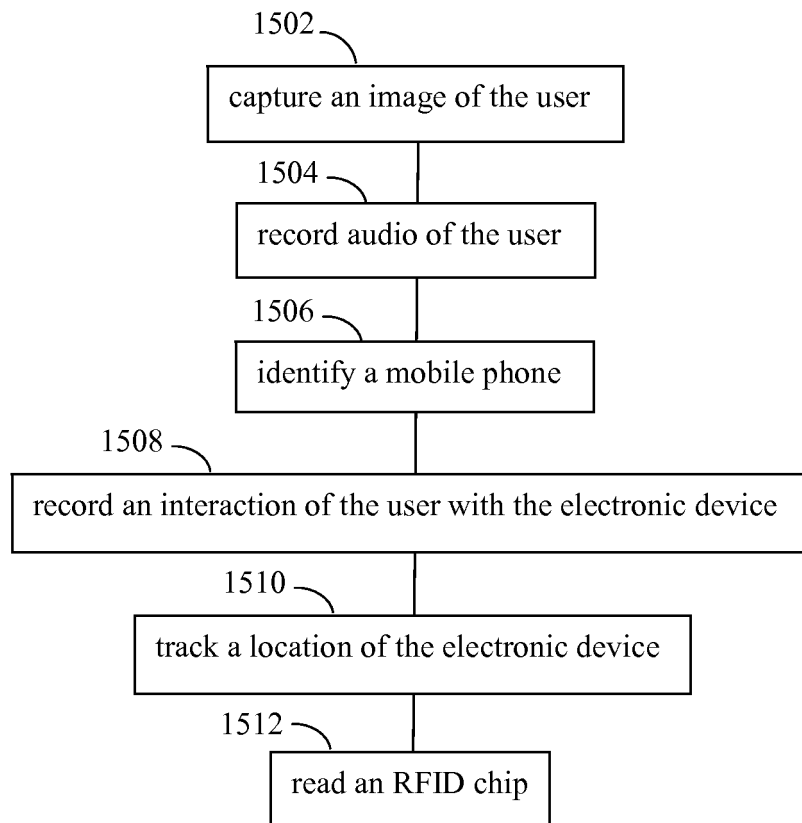 1502
capture an image of the user
1504
record audio of the user
1506
identify a mobile phone
1508
record an interaction of the user with the electronic device
1510
track a location of the electronic device
1512
read an RFID chip